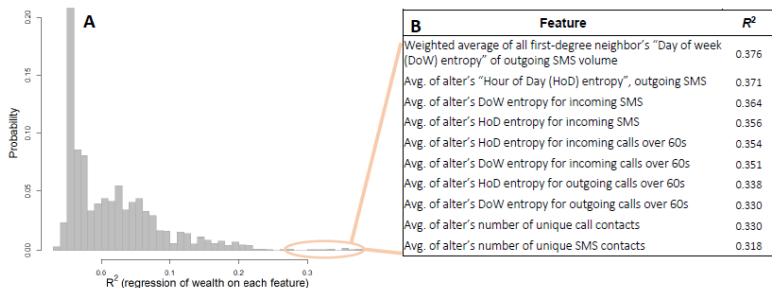 A
0.20
0.15
0.10
0.05
0.00
Probability
0.0
0.1
0.2
0.3
R² (regression of wealth on each feature)
B
Feature R²
Weighted average of all first-degree neighbor's “Day of week
(DoW) entropy” of outgoing SMS volume 0.376
Avg. of alter's “Hour of Day (HoD) entropy”, outgoing SMS 0.371
Avg. of alter's DoW entropy for incoming SMS 0.364
Avg. of alter's HoD entropy for incoming SMS 0.356
Avg. of alter's HoD entropy for incoming calls over 60s 0.354
Avg. of alter's DoW entropy for incoming calls over 60s 0.351
Avg. of alter's HoD entropy for outgoing calls over 60s 0.338
Avg. of alter's DoW entropy for outgoing calls over 60s 0.330
Avg. of alter's number of unique call contacts 0.330
Avg. of alter's number of unique SMS contacts 0.318